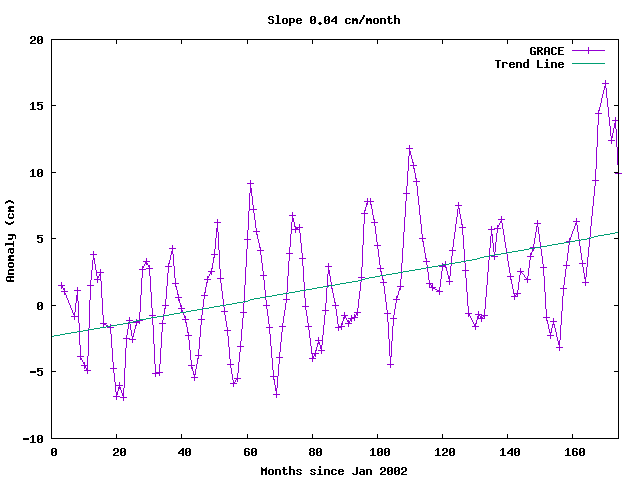 Slope 0.04 cm/month
GRACE
Trend Line
20
15
10
5
0
-5
-10
Anomaly (cm)
0 20 40 60 80 100 120 140 160
Months since Jan 2002